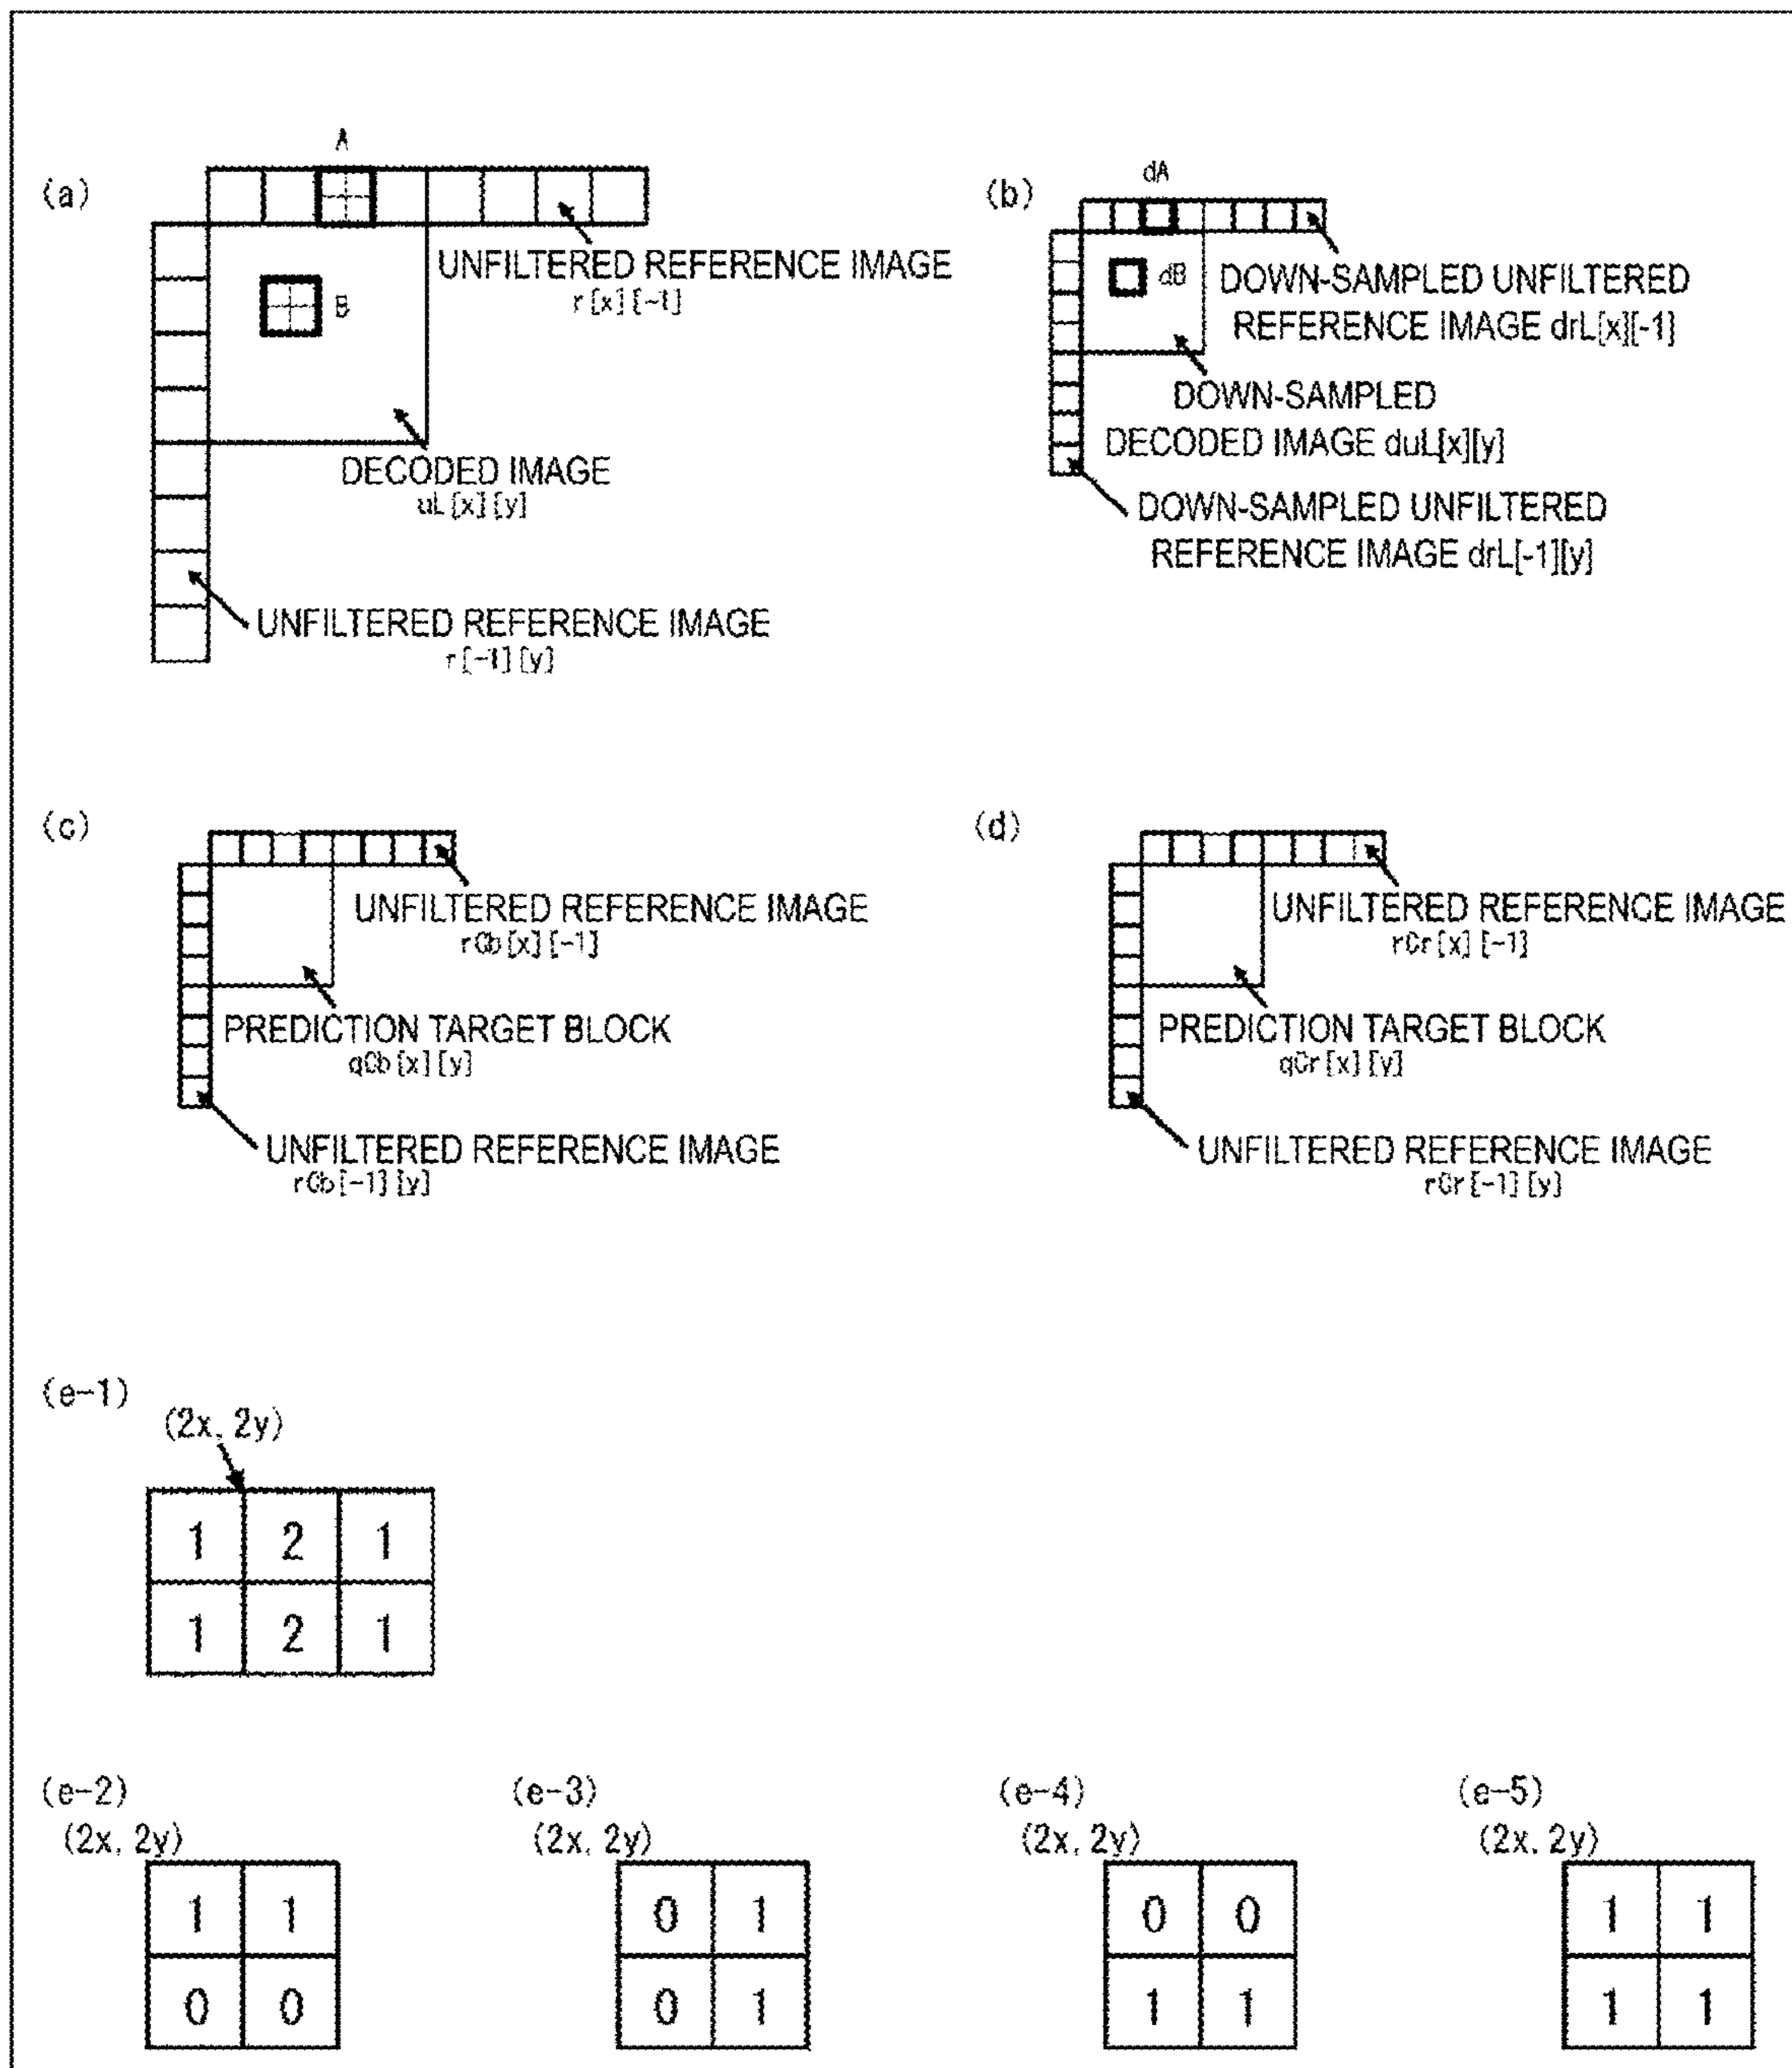 (a)
A
B
UNFILTERED REFERENCE IMAGE
r[x][-1]
DECODED IMAGE
uL[x][y]
UNFILTERED REFERENCE IMAGE
r[-1][y]
(b)
dA
dB
DOWN-SAMPLED UNFILTERED
REFERENCE IMAGE drL[x][-1]
DOWN-SAMPLED
DECODED IMAGE duL[x][y]
DOWN-SAMPLED UNFILTERED
REFERENCE IMAGE drL[-1][y]
(c)
UNFILTERED REFERENCE IMAGE
rCb[x][-1]
PREDICTION TARGET BLOCK
qCb[x][y]
UNFILTERED REFERENCE IMAGE
rCb[-1][y]
(d)
UNFILTERED REFERENCE IMAGE
rCr[x][-1]
PREDICTION TARGET BLOCK
qCr[x][y]
UNFILTERED REFERENCE IMAGE
rCr[-1][y]
(e-1)
(2x, 2y)
1 2 1
1 2 1
(e-2)
(2x, 2y)
1 1
0 0
(e-3)
(2x, 2y)
0 1
0 1
(e-4)
(2x, 2y)
0 0
1 1
(e-5)
(2x, 2y)
1 1
1 1